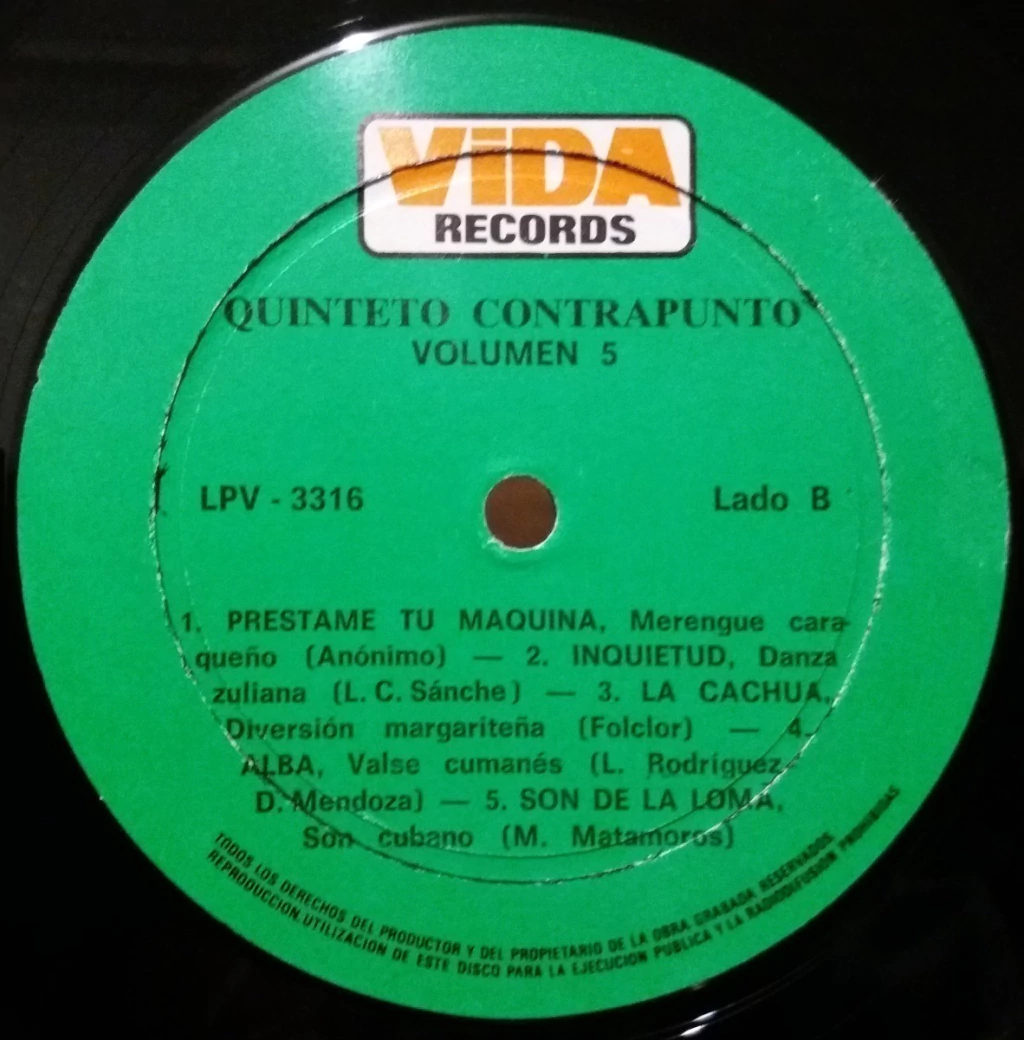 ViDA
RECORDS
QUINTETO CONTRAPUNTO
VOLUMEN 5
LPV - 3316
Lado B
1. PRESTAME TU MAQUINA, Merengue cara-
queño (Anónimo) — 2. INQUIETUD, Danza
zuliana (L. C. Sánche) — 3. LA CACHUA,
Diversión margariteña (Folclor) — 4.
ALBA, Valse cumanés (L. Rodríguez
D. Mendoza) — 5. SON DE LA LOMA,
Son cubano (M. Matamoros)
TODOS LOS DERECHOS DEL PRODUCTOR Y DEL PROPIETARIO DE LA OBRA GRABADA RESERVADOS
REPRODUCCION, UTILIZACION DE ESTE DISCO PARA LA EJECUCION PUBLICA Y LA RADIODIFUSION PROHIBIDAS